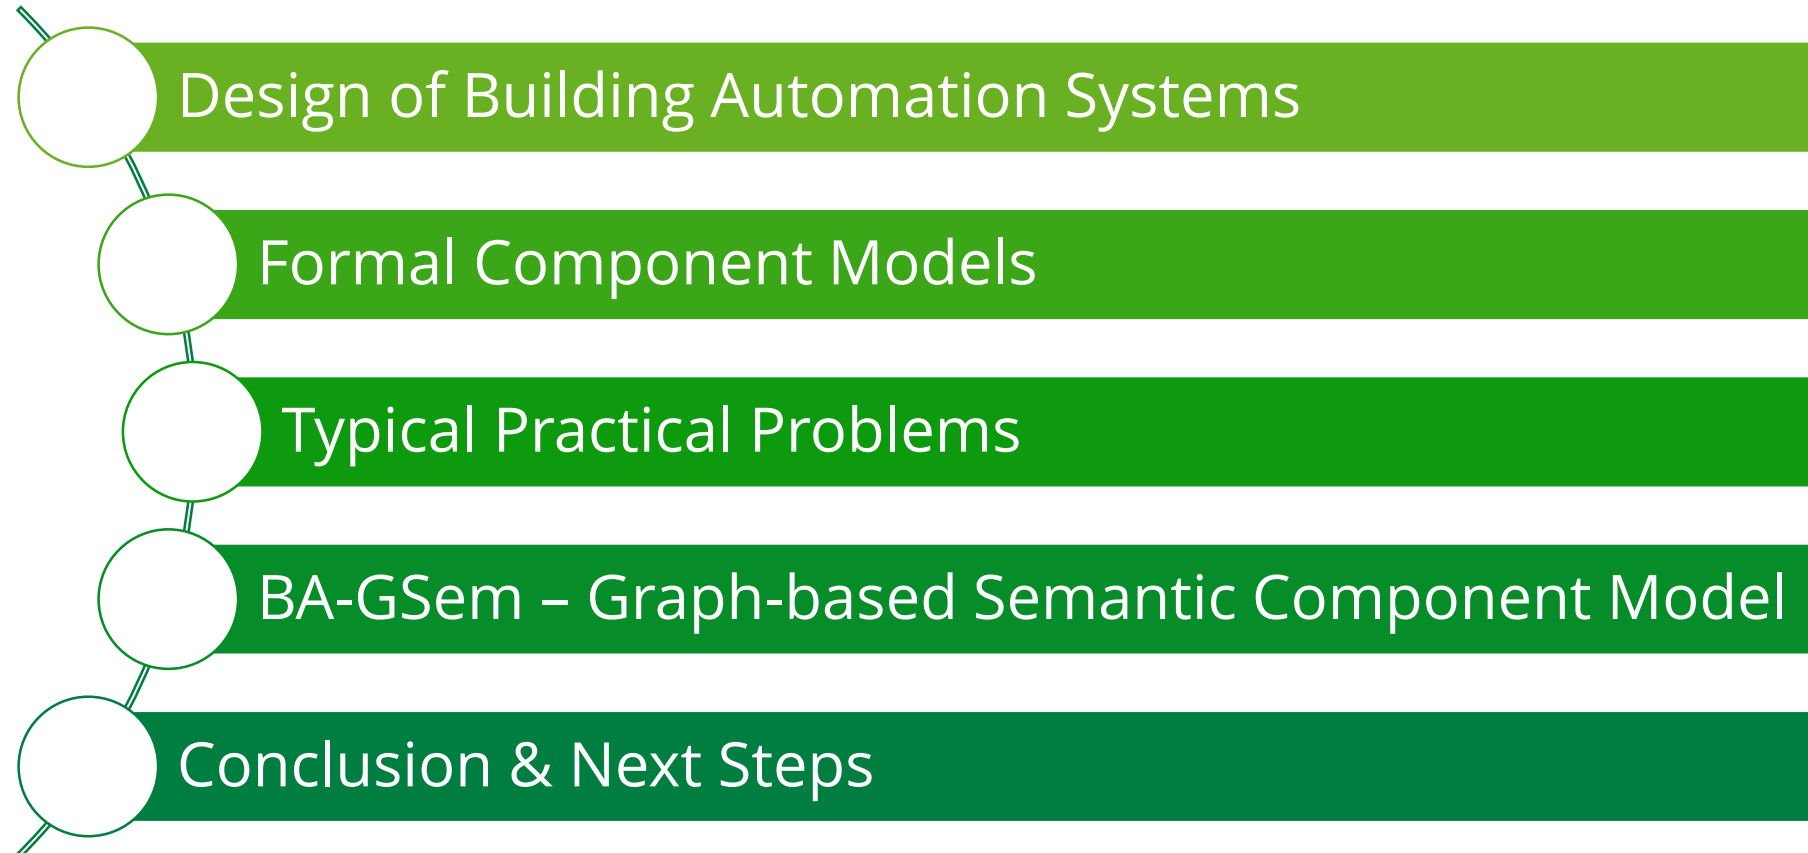 Design of Building Automation Systems
Formal Component Models
Typical Practical Problems
BA-GSem – Graph-based Semantic Component Model
Conclusion & Next Steps